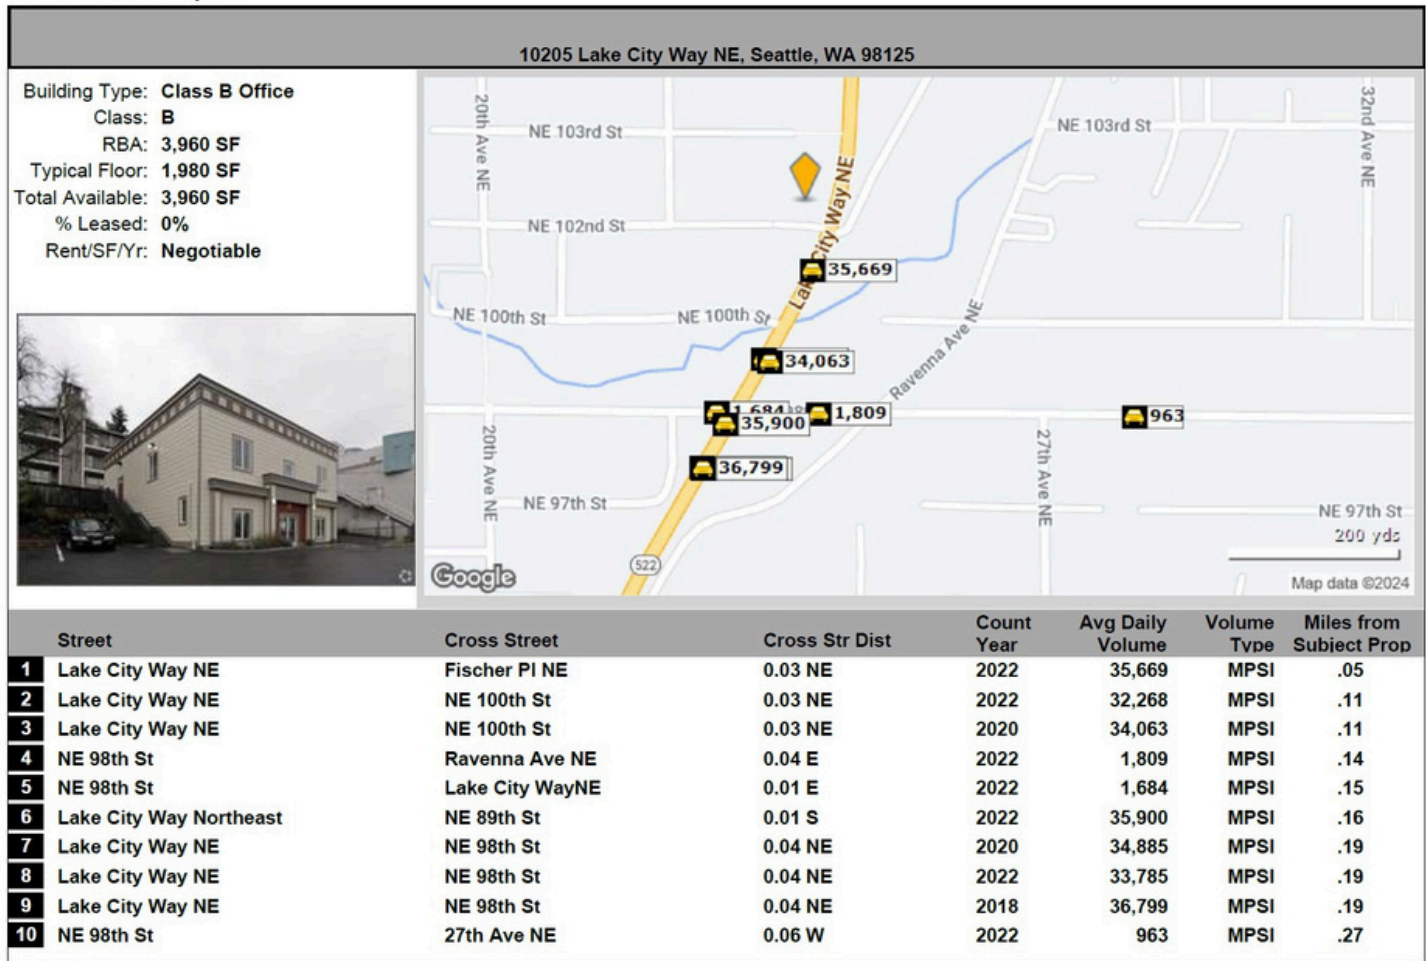 10205 Lake City Way NE, Seattle, WA 98125
Building Type: Class B Office
Class: B
RBA: 3,960 SF
Typical Floor: 1,980 SF
Total Available: 3,960 SF
% Leased: 0%
Rent/SF/Yr: Negotiable
20th Ave NE
NE 103rd St
NE 103rd St
32nd Ave NE
NE 102nd St
Lake City Way NE
35,669
NE 100th St
NE 100th St
34,063
Ravenna Ave NE
1,684
1,809
963
35,900
20th Ave NE
27th Ave NE
36,799
NE 97th St
NE 97th St
200 yds
522
Google
Map data ©2024
Street Cross Street Cross Str Dist Count Year Avg Daily Volume Volume Type Miles from Subject Prop
1 Lake City Way NE Fischer Pl NE 0.03 NE 2022 35,669 MPSI .05
2 Lake City Way NE NE 100th St 0.03 NE 2022 32,268 MPSI .11
3 Lake City Way NE NE 100th St 0.03 NE 2020 34,063 MPSI .11
4 NE 98th St Ravenna Ave NE 0.04 E 2022 1,809 MPSI .14
5 NE 98th St Lake City WayNE 0.01 E 2022 1,684 MPSI .15
6 Lake City Way Northeast NE 89th St 0.01 S 2022 35,900 MPSI .16
7 Lake City Way NE NE 98th St 0.04 NE 2020 34,885 MPSI .19
8 Lake City Way NE NE 98th St 0.04 NE 2022 33,785 MPSI .19
9 Lake City Way NE NE 98th St 0.04 NE 2018 36,799 MPSI .19
10 NE 98th St 27th Ave NE 0.06 W 2022 963 MPSI .27